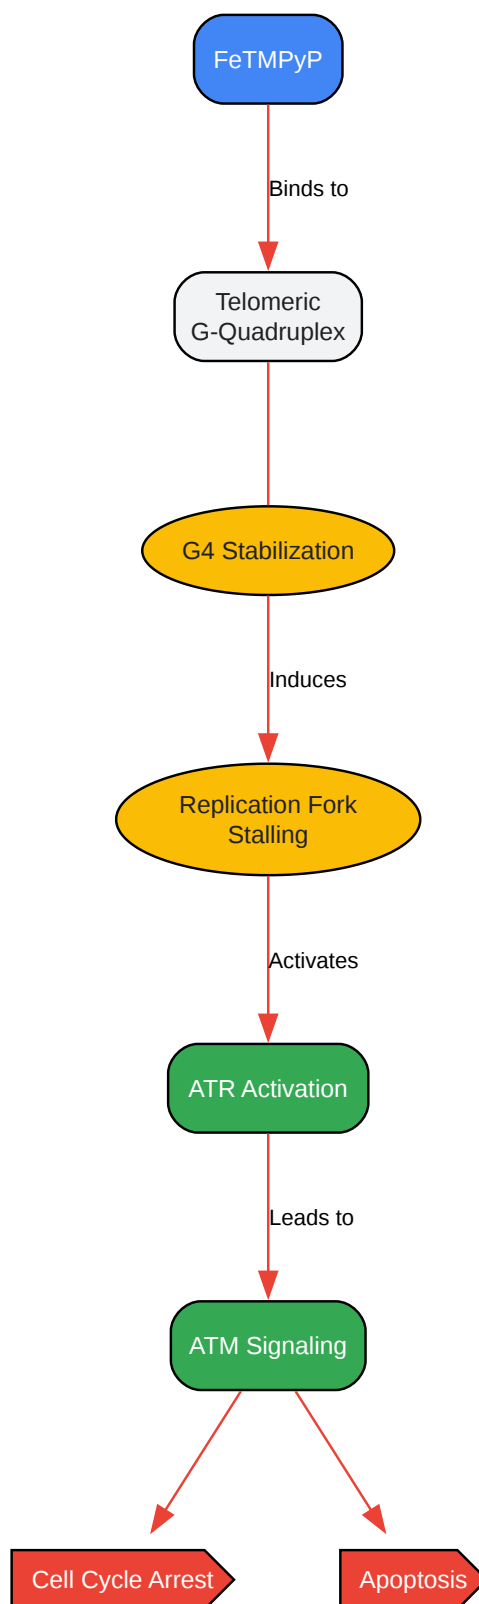 FeTMPyP
Binds to
Telomeric
G-Quadruplex
G4 Stabilization
Induces
Replication Fork
Stalling
Activates
ATR Activation
Leads to
ATM Signaling
Cell Cycle Arrest
Apoptosis